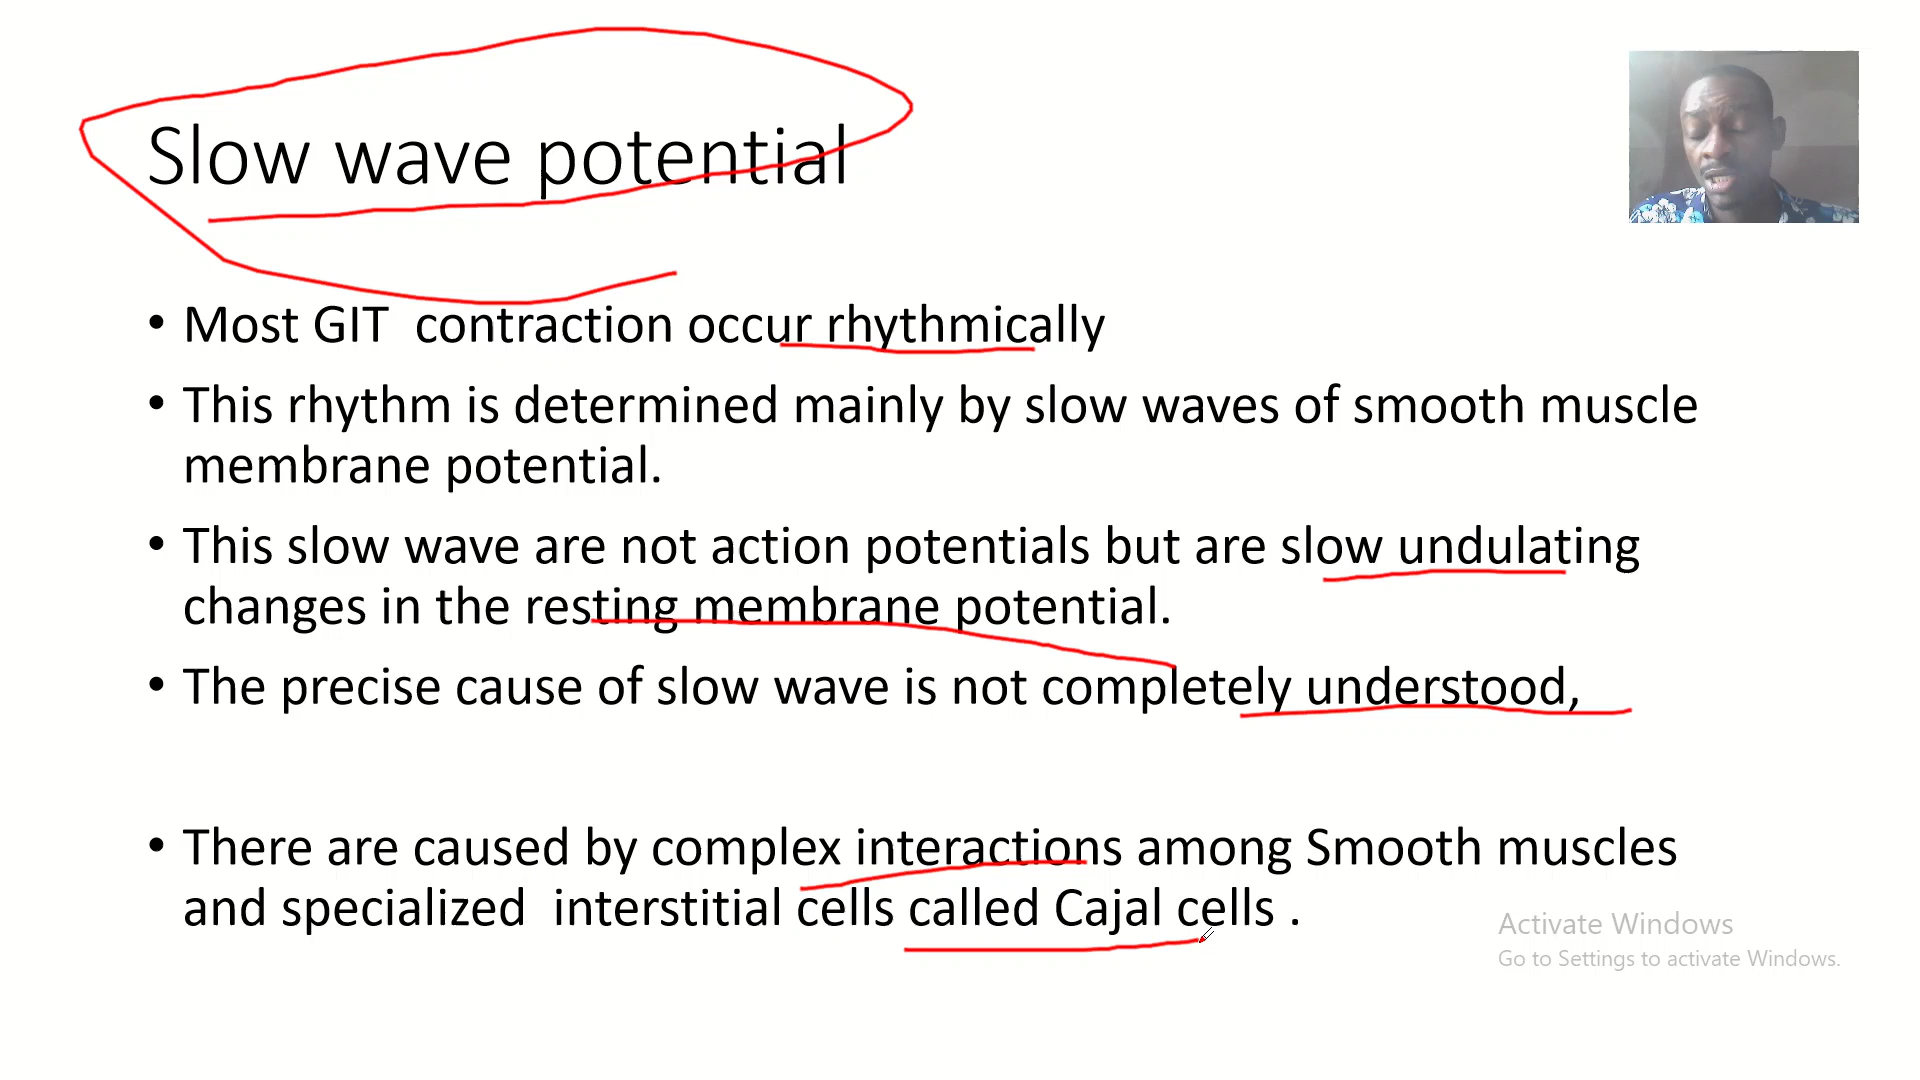 Slow wave potential
• Most GIT  contraction occur rhythmically
• This rhythm is determined mainly by slow waves of smooth muscle
membrane potential.
• This slow wave are not action potentials but are slow undulating
changes in the resting membrane potential.
• The precise cause of slow wave is not completely understood,
• There are caused by complex interactions among Smooth muscles
and specialized  interstitial cells called Cajal cells .
Activate Windows
Go to Settings to activate Windows.